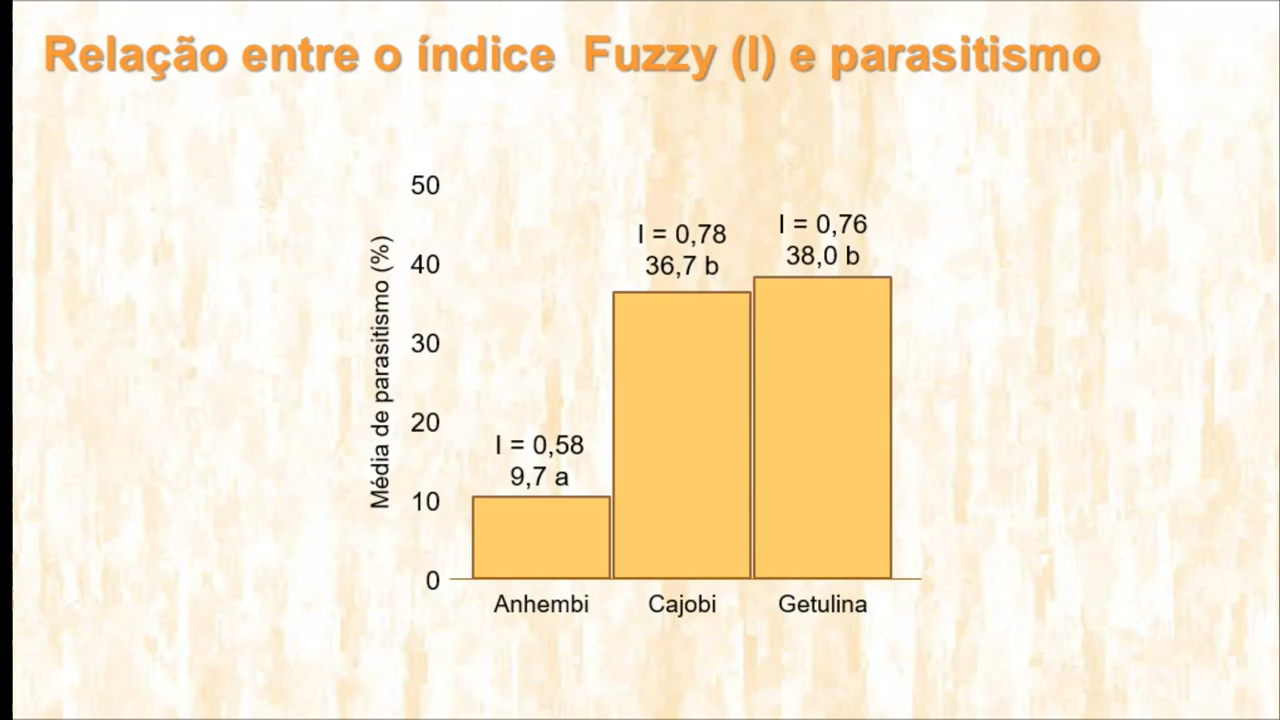 Relação entre o índice  Fuzzy (I) e parasitismo
Média de parasitismo (%)
50
40
30
20
10
0
I = 0,58
9,7 a
I = 0,78
36,7 b
I = 0,76
38,0 b
Anhembi
Cajobi
Getulina